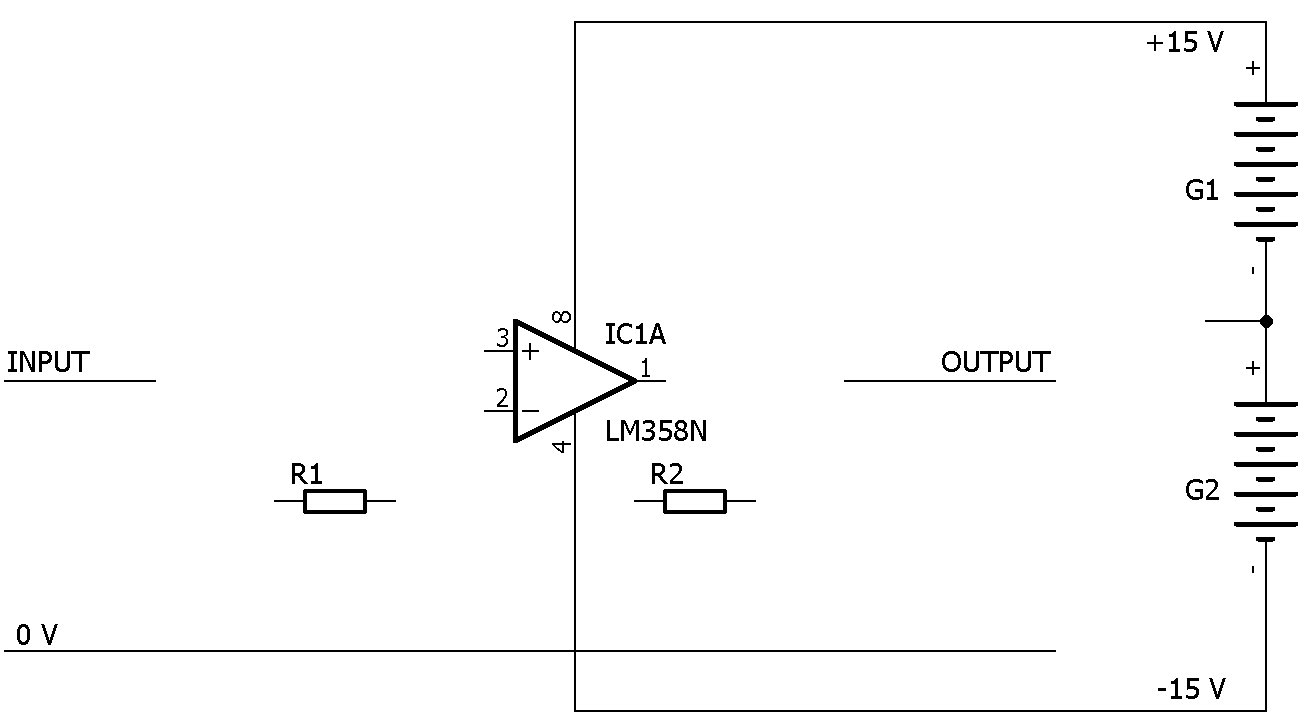 +15 V
+
G1
-
8
IC1A
3
+
1
INPUT
OUTPUT
+
2
-
LM358N
4
R1
R2
G2
-
0 V
-15 V